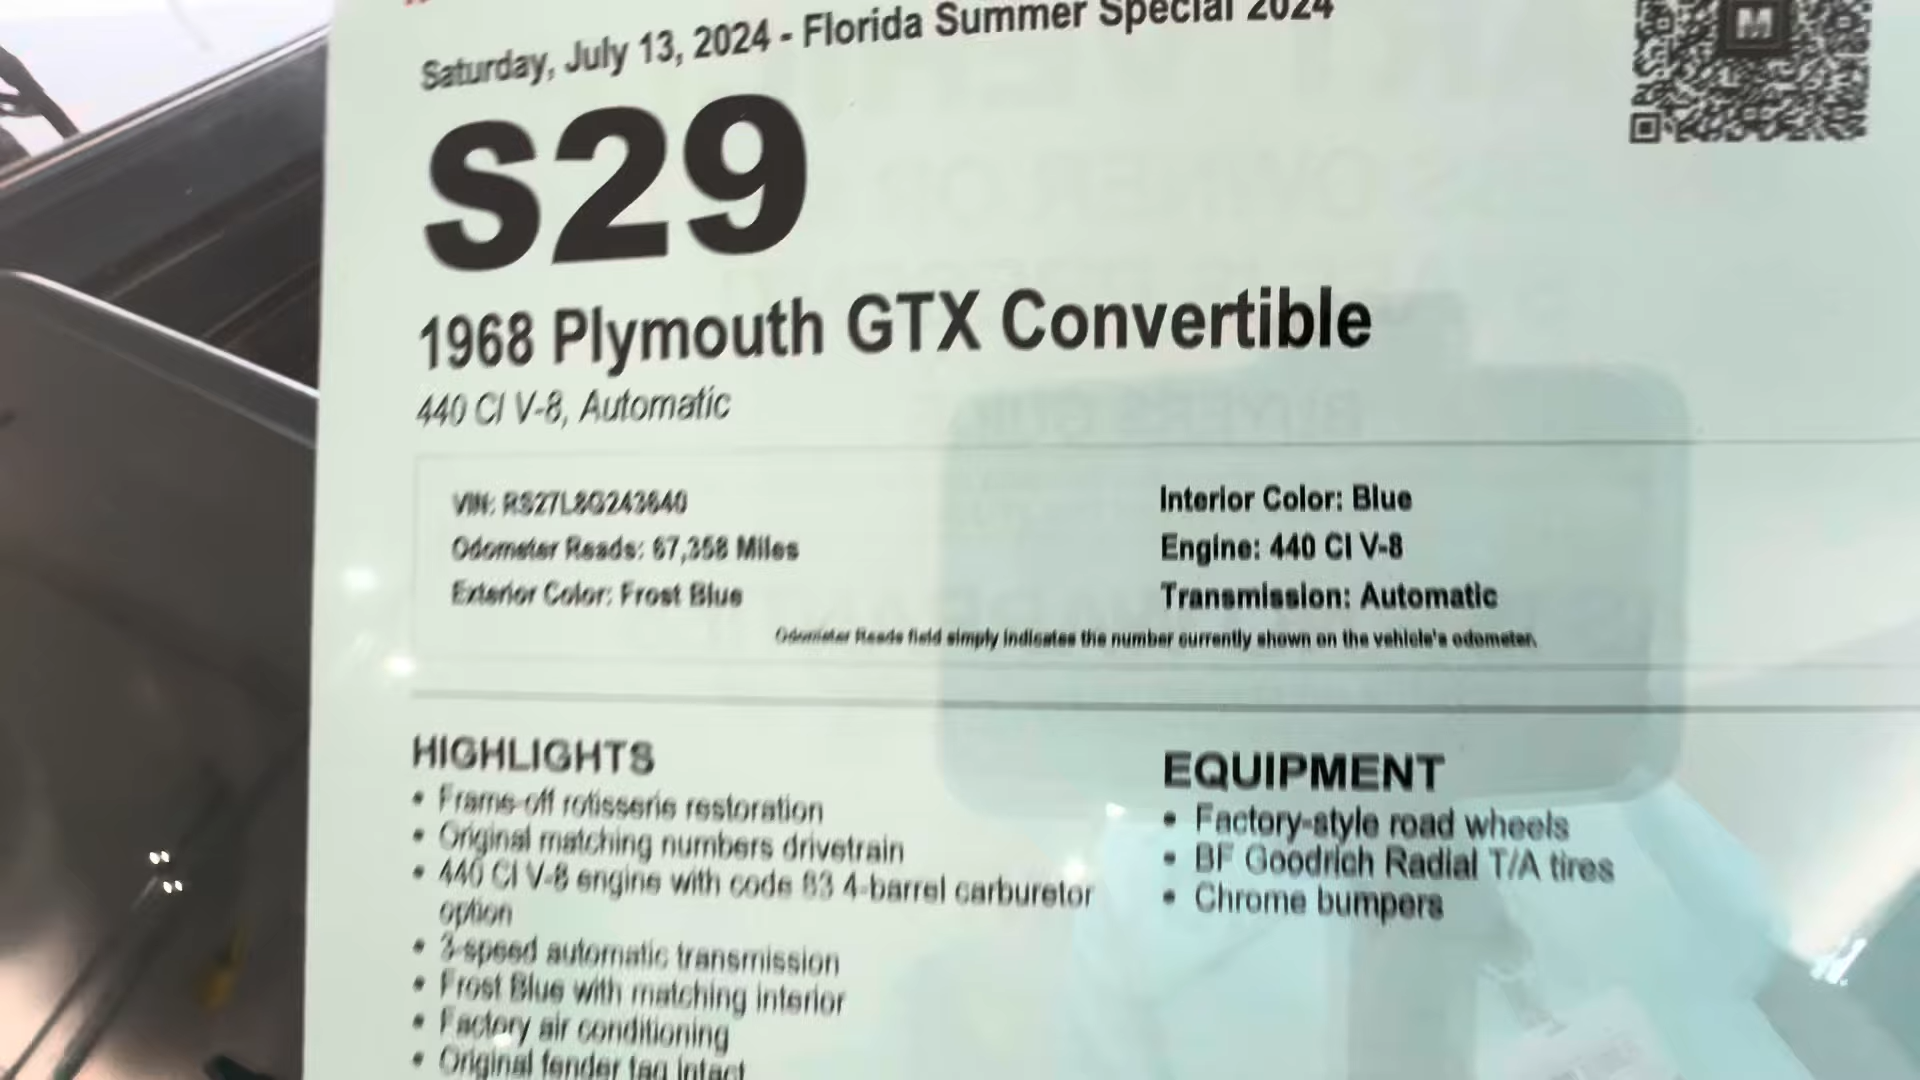 Saturday, July 13, 2024 - Florida Summer Special 2024
S29
1968 Plymouth GTX Convertible
440 CI V-8, Automatic
VIN: RS27L8G243640
Odometer Reads: 67,358 Miles
Exterior Color: Frost Blue
Interior Color: Blue
Engine: 440 CI V-8
Transmission: Automatic
Odometer Reads field simply indicates the number currently shown on the vehicle's odometer.
HIGHLIGHTS
• Frame-off rotisserie restoration
• Original matching numbers drivetrain
• 440 CI V-8 engine with code 83 4-barrel carburetor
option
• 3-speed automatic transmission
• Frost Blue with matching interior
• Factory air conditioning
• Original fender tag intact
EQUIPMENT
• Factory-style road wheels
• BF Goodrich Radial T/A tires
• Chrome bumpers